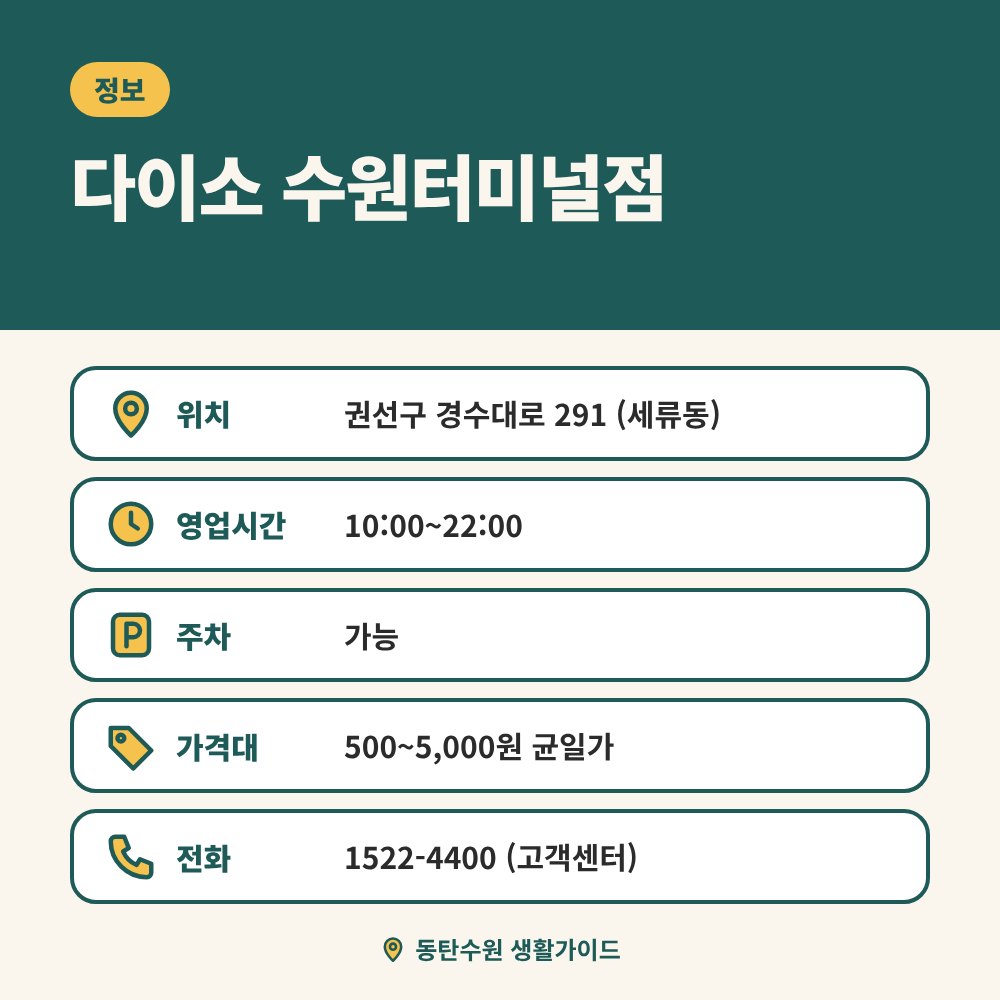 정보
다이소 수원터미널점
위치 권선구 경수대로 291 (세류동)
영업시간 10:00~22:00
P 주차 가능
가격대 500~5,000원 균일가
전화 1522-4400 (고객센터)
동탄수원 생활가이드